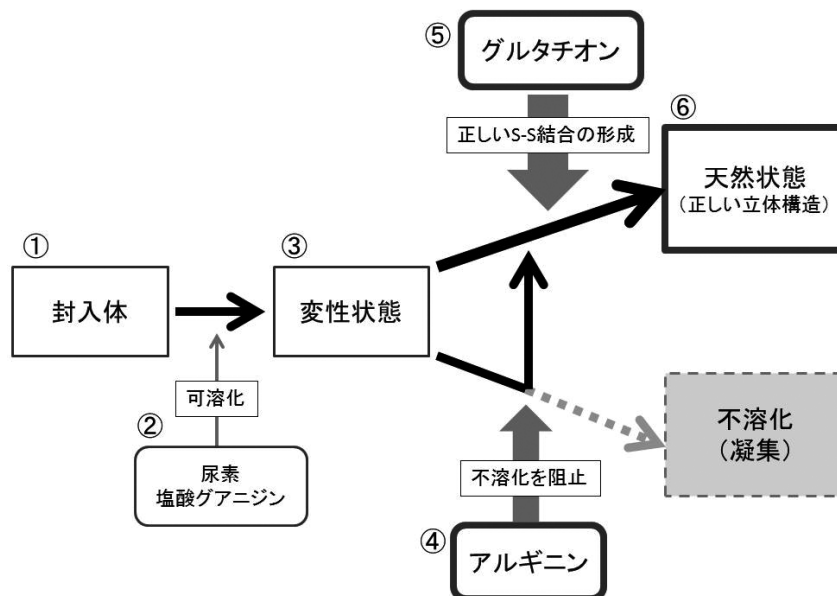 ⑤
グルタチオン
正しいS-S結合の形成
⑥
天然状態
（正しい立体構造）
①
封入体
③
変性状態
可溶化
②
尿素
塩酸グアニジン
不溶化
（凝集）
不溶化を阻止
④
アルギニン